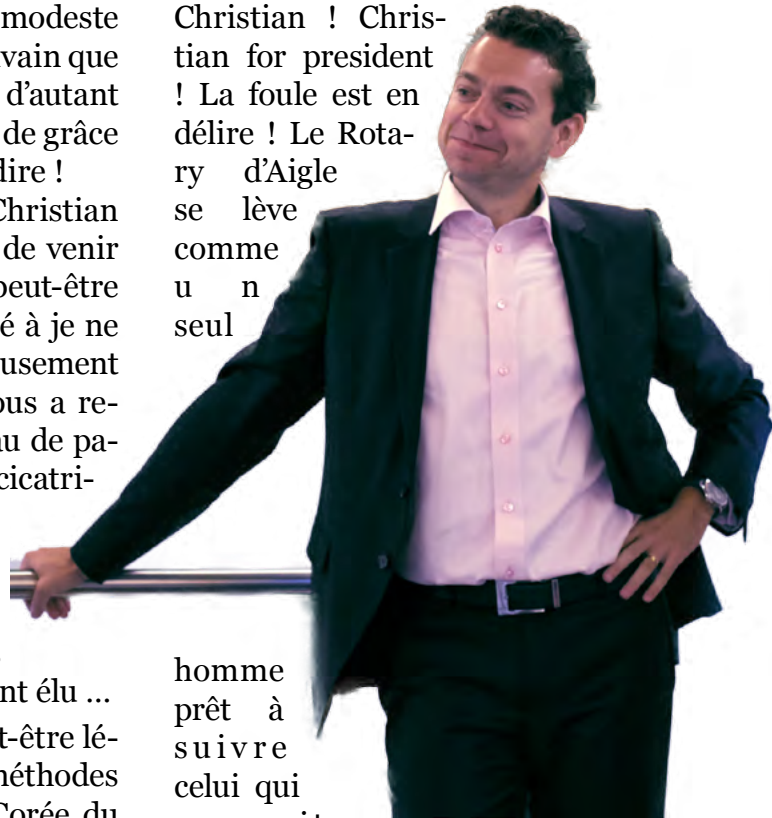 modeste
vain que
d'autant
de grâce
dire !
Christian
de venir
peut-être
é à je ne
usement
ous a re-
u de pa-
cicatri-
nt élu ...
t-être lé-
néthodes
Corée du
Christian ! Chris-
tian for president
! La foule est en
délire ! Le Rota-
ry d'Aigle
se lève
comme
u n
seul
homme
prêt à
suivre
celui qui